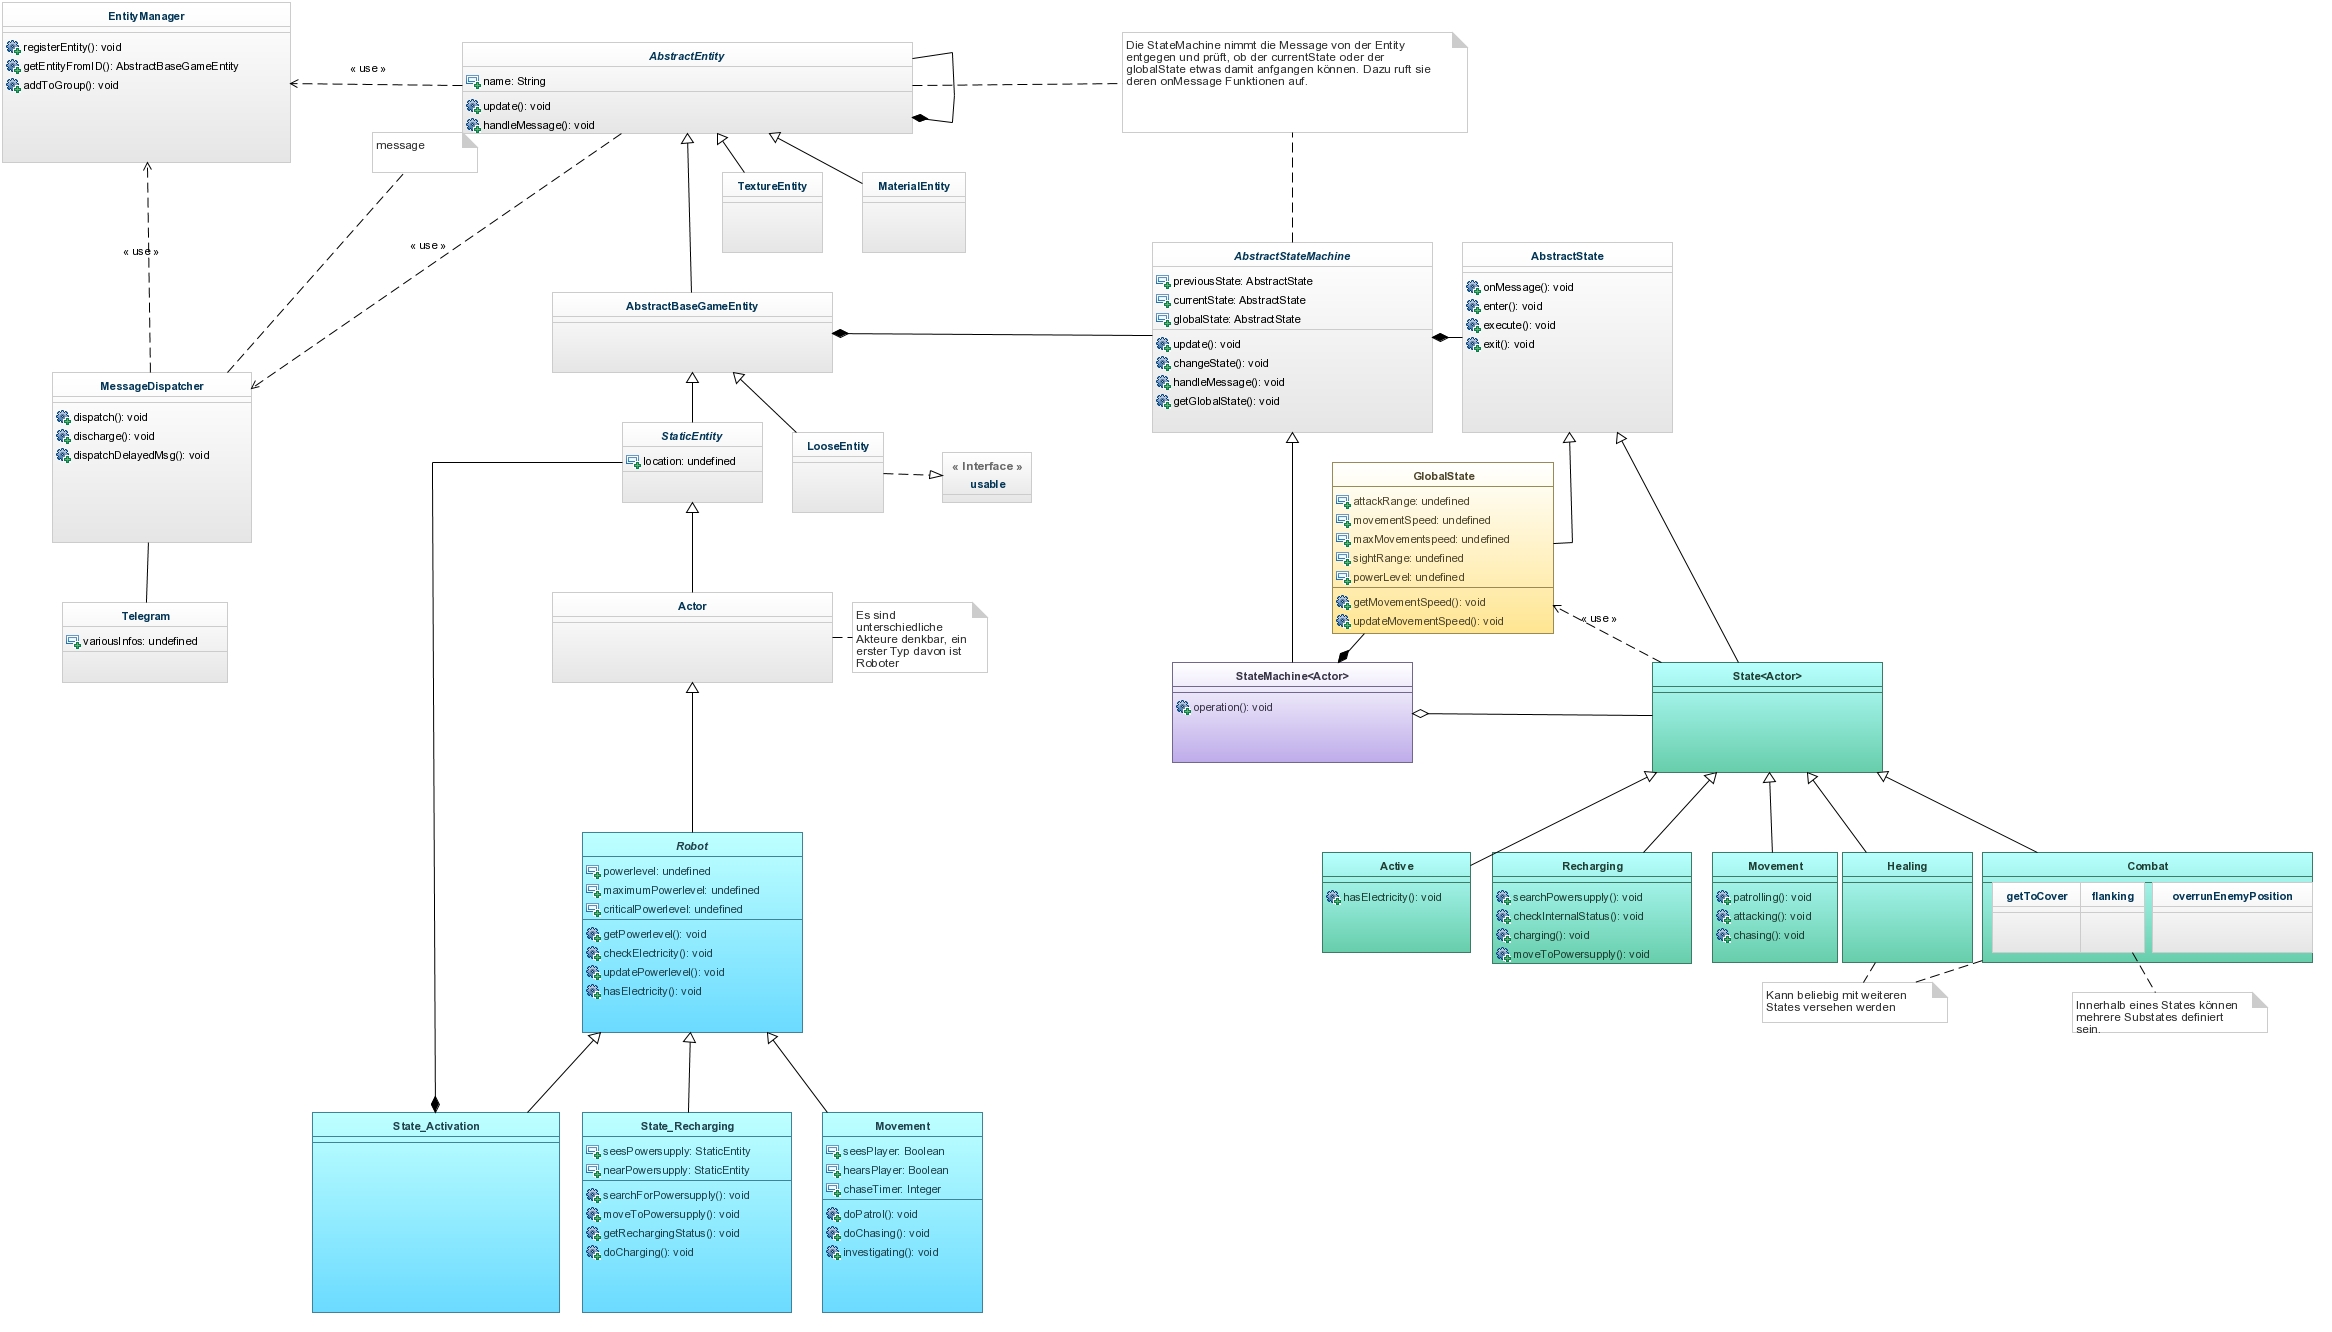 EntityManager
registerEntity(): void
getEntityFromID(): AbstractBaseGameEntity
addToGroup(): void
« use »
AbstractEntity
name: String
update(): void
handleMessage(): void
Die StateMachine nimmt die Message von der Entity
entgegen und prüft, ob der currentState oder der
globalState etwas damit anfgangen können. Dazu ruft sie
deren onMessage Funktionen auf.
message
TextureEntity
MaterialEntity
« use »
« use »
AbstractBaseGameEntity
AbstractStateMachine
previousState: AbstractState
currentState: AbstractState
globalState: AbstractState
update(): void
changeState(): void
handleMessage(): void
getGlobalState(): void
AbstractState
onMessage(): void
enter(): void
execute(): void
exit(): void
MessageDispatcher
dispatch(): void
discharge(): void
dispatchDelayedMsg(): void
StaticEntity
location: undefined
LooseEntity
« Interface »
usable
GlobalState
attackRange: undefined
movementSpeed: undefined
maxMovementspeed: undefined
sightRange: undefined
powerLevel: undefined
getMovementSpeed(): void
updateMovementSpeed(): void
« use »
Telegram
variousInfos: undefined
Actor
Es sind
unterschiedliche
Akteure denkbar, ein
erster Typ davon ist
Roboter
StateMachine<Actor>
operation(): void
State<Actor>
Robot
powerlevel: undefined
maximumPowerlevel: undefined
criticalPowerlevel: undefined
getPowerlevel(): void
checkElectricity(): void
updatePowerlevel(): void
hasElectricity(): void
Active
hasElectricity(): void
Recharging
searchPowersupply(): void
checkInternalStatus(): void
charging(): void
moveToPowersupply(): void
Movement
patrolling(): void
attacking(): void
chasing(): void
Healing
Combat
getToCover
flanking
overrunEnemyPosition
Kann beliebig mit weiteren
States versehen werden
Innerhalb eines States können
mehrere Substates definiert
sein.
State_Activation
State_Recharging
seesPowersupply: StaticEntity
nearPowersupply: StaticEntity
searchForPowersupply(): void
moveToPowersupply(): void
getRechargingStatus(): void
doCharging(): void
Movement
seesPlayer: Boolean
hearsPlayer: Boolean
chaseTimer: Integer
doPatrol(): void
doChasing(): void
investigating(): void